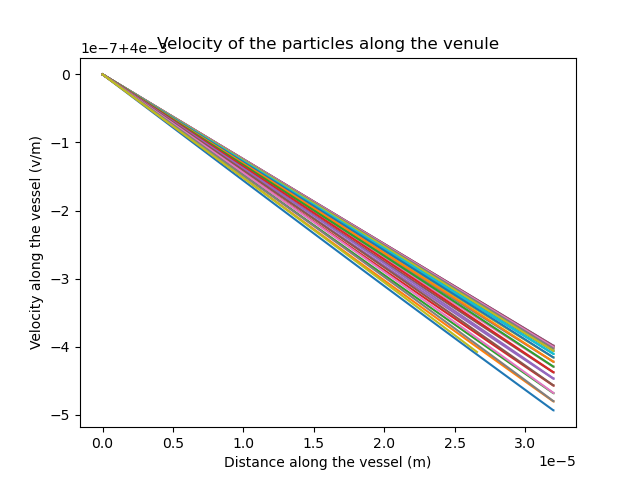 Velocity of the particles along the venule
1e−7+4e−3
0
−1
−2
−3
−4
−5
Velocity along the vessel (v/m)
0.0 0.5 1.0 1.5 2.0 2.5 3.0
1e−5
Distance along the vessel (m)